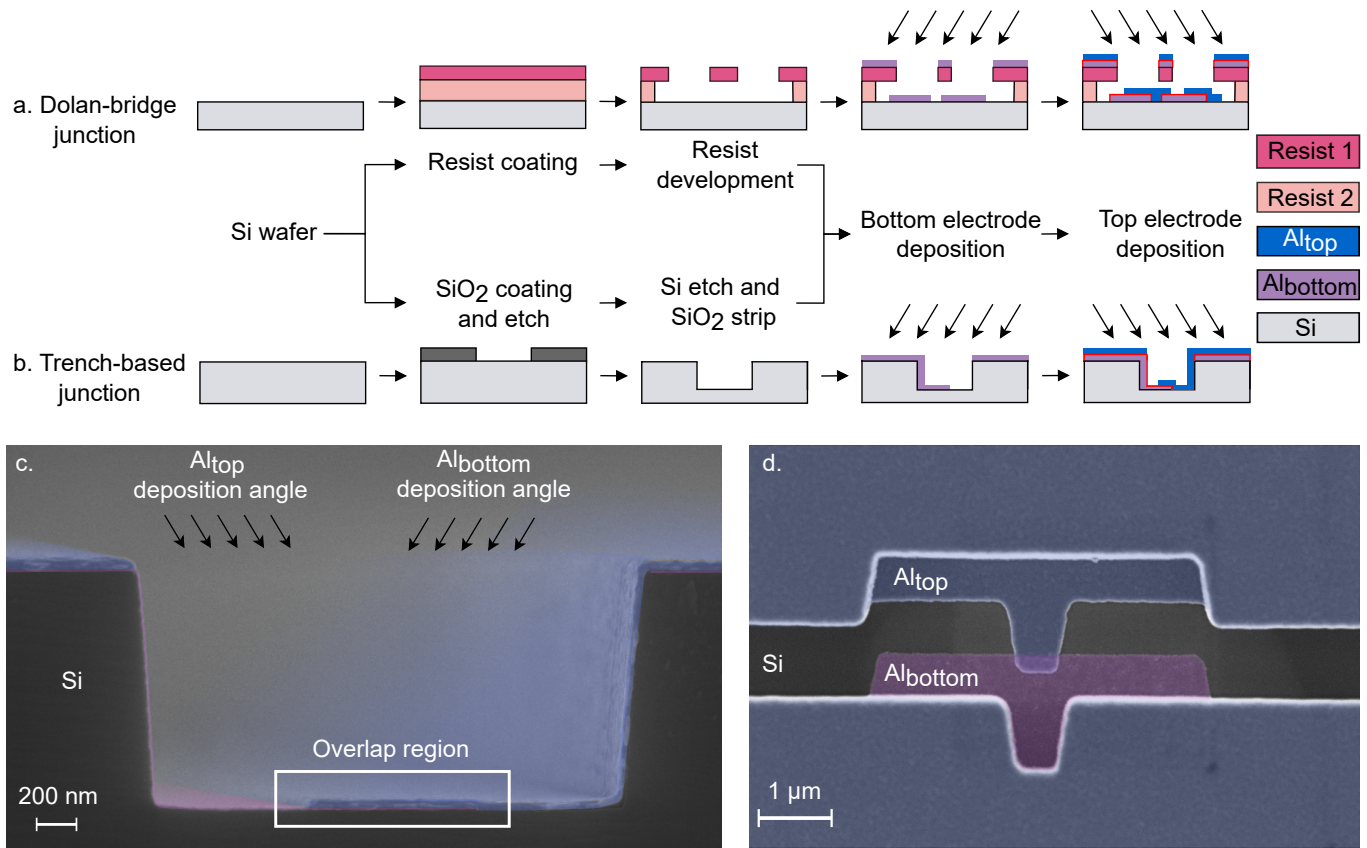 a. Dolan-bridge
junction
Resist coating
Resist
development
Si wafer
Bottom electrode
deposition
Top electrode
deposition
SiO2 coating
and etch
Si etch and
SiO2 strip
b. Trench-based
junction
Resist 1
Resist 2
Altop
Albottom
Si
c.
Altop
deposition angle
Albottom
deposition angle
Si
Overlap region
200 nm
d.
Altop
Si
Albottom
1 μm